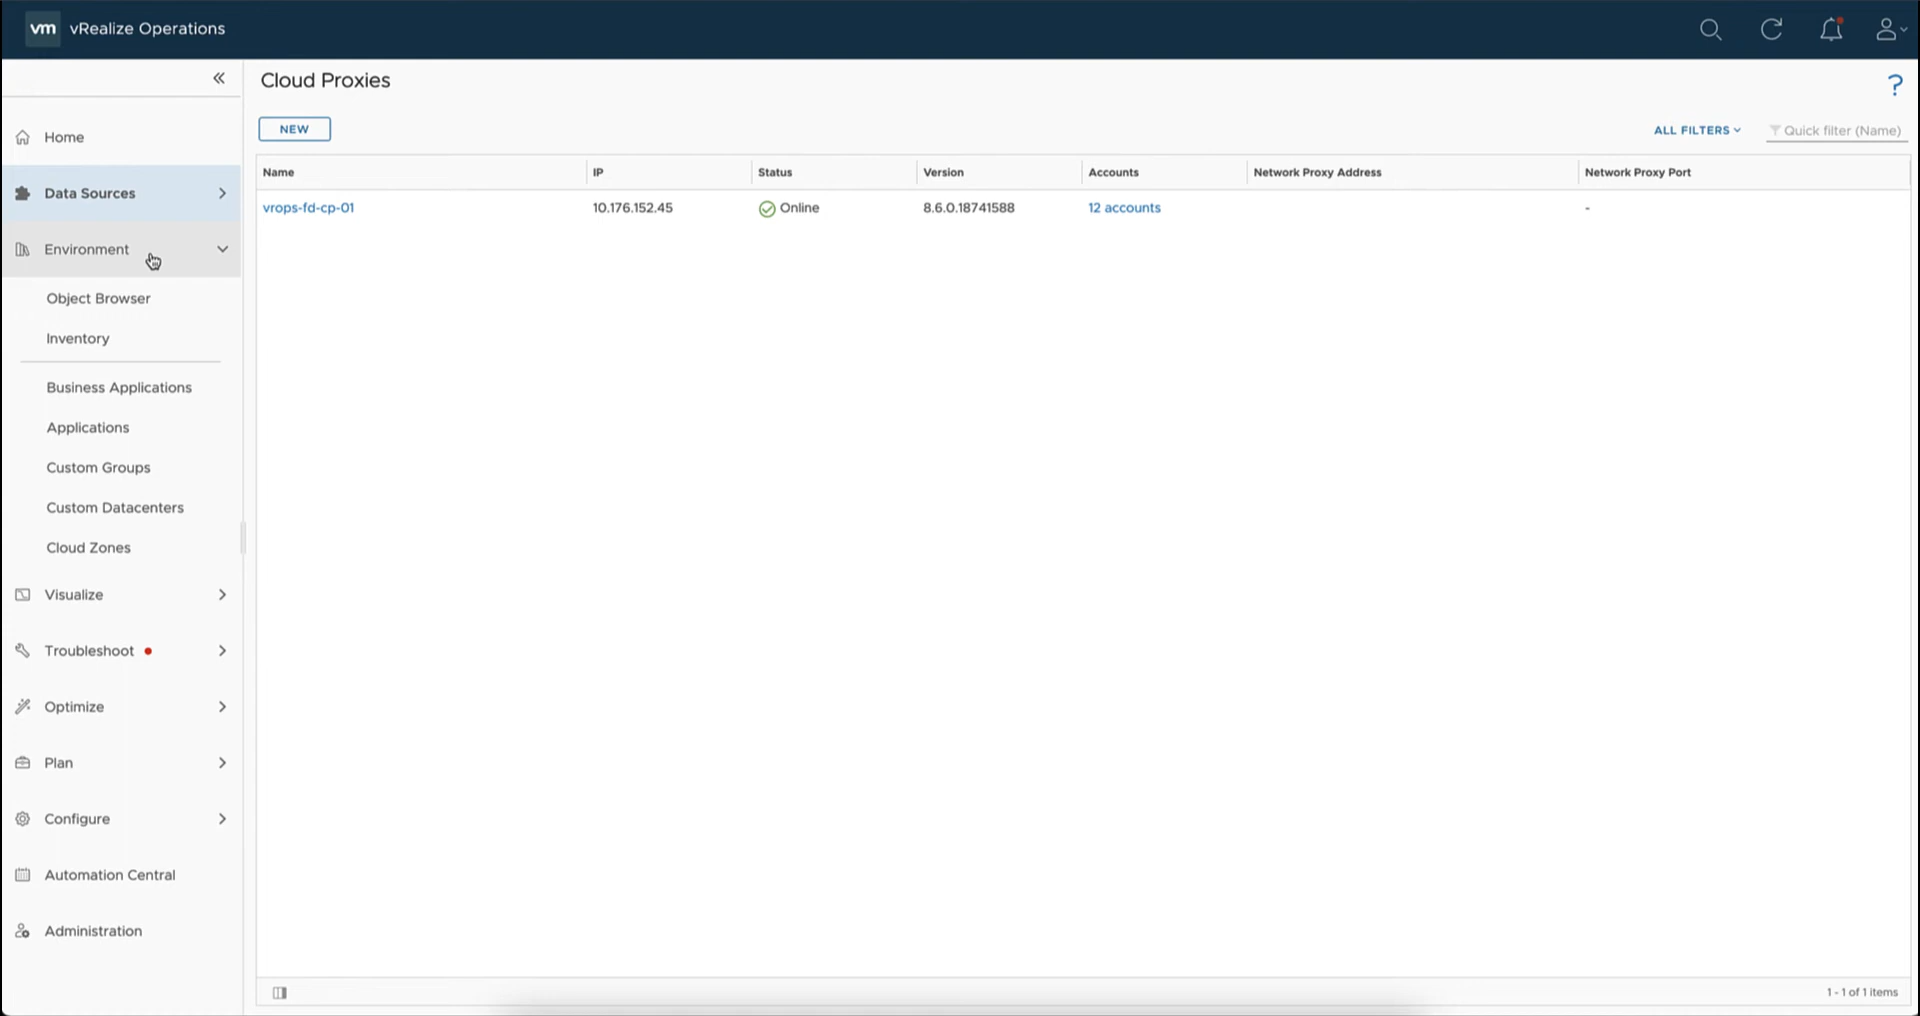 vm vRealize Operations
Cloud Proxies
?
NEW
ALL FILTERS
Quick filter (Name)
Name IP Status Version Accounts Network Proxy Address Network Proxy Port
vrops-fd-cp-01 10.176.152.45 Online 8.6.0.18741588 12 accounts -
Home
Data Sources
Environment
Object Browser
Inventory
Business Applications
Applications
Custom Groups
Custom Datacenters
Cloud Zones
Visualize
Troubleshoot
Optimize
Plan
Configure
Automation Central
Administration
1 - 1 of 1 items